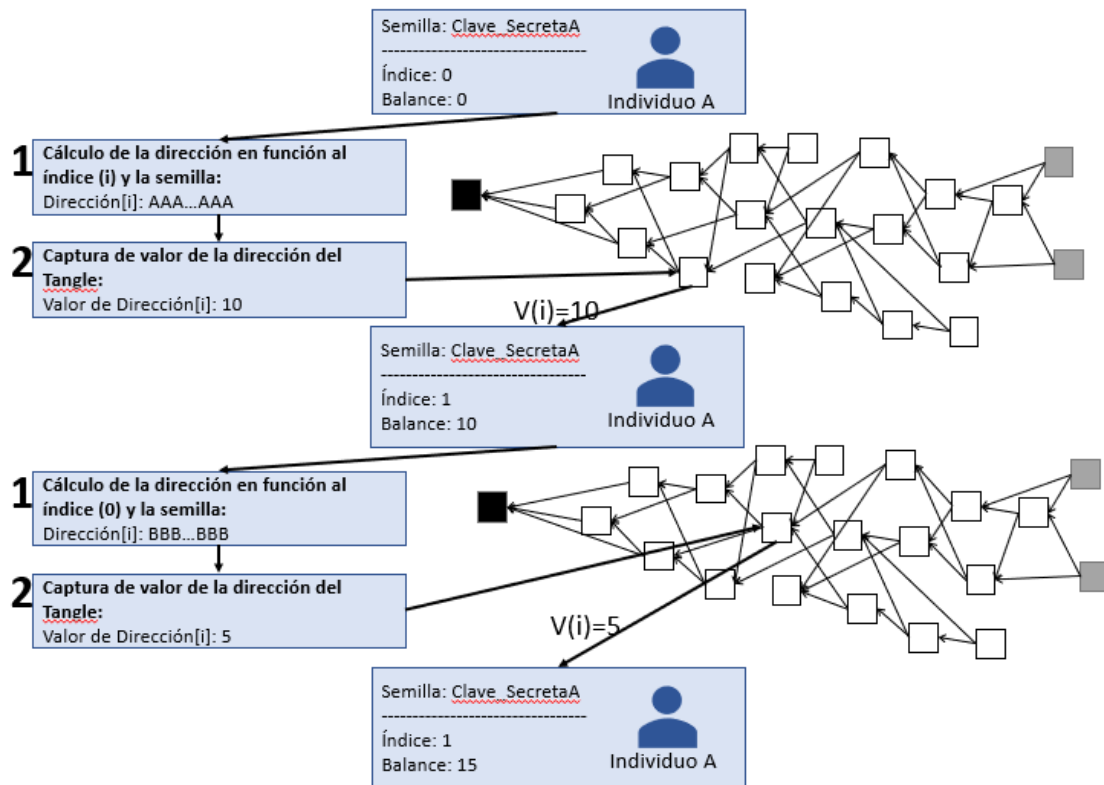 Semilla: Clave_SecretaA
----------------------------------
Índice: 0
Balance: 0
Individuo A
1
Cálculo de la dirección en función al
índice (i) y la semilla:
Dirección[i]: AAA...AAA
2
Captura de valor de la dirección del
Tangle:
Valor de Dirección[i]: 10
V(i)=10
Semilla: Clave_SecretaA
----------------------------------
Índice: 1
Balance: 10
Individuo A
1
Cálculo de la dirección en función al
índice (0) y la semilla:
Dirección[i]: BBB...BBB
2
Captura de valor de la dirección del
Tangle:
Valor de Dirección[i]: 5
V(i)=5
Semilla: Clave_SecretaA
----------------------------------
Índice: 1
Balance: 15
Individuo A